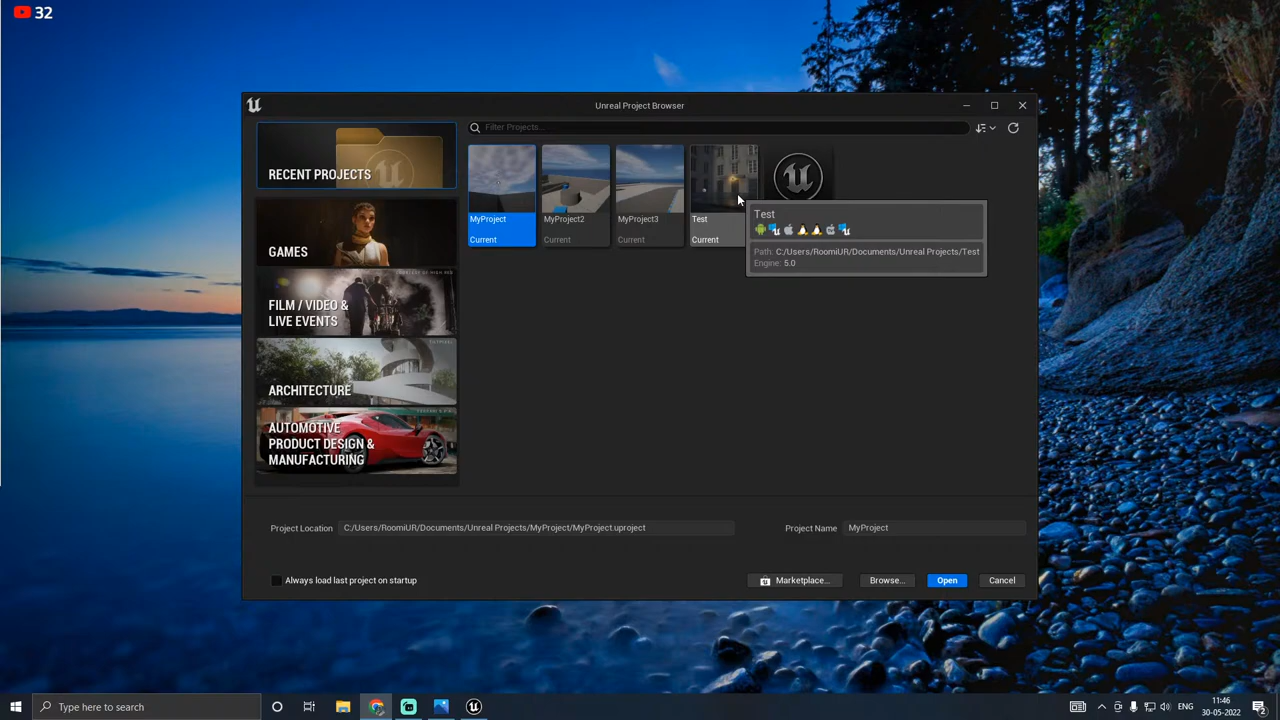 32
Unreal Project Browser
RECENT PROJECTS
GAMES
FILM / VIDEO &
LIVE EVENTS
ARCHITECTURE
AUTOMOTIVE
PRODUCT DESIGN &
MANUFACTURING
Filter Projects...
MyProject
Current
MyProject2
Current
MyProject3
Current
Test
Current
Test
Path: C:/Users/RoomiUR/Documents/Unreal Projects/Test
Engine: 5.0
Project Location C:/Users/RoomiUR/Documents/Unreal Projects/MyProject/MyProject.uproject
Project Name MyProject
Always load last project on startup
Marketplace...
Browse...
Open
Cancel
Type here to search
ENG
11:46
30-05-2022
2